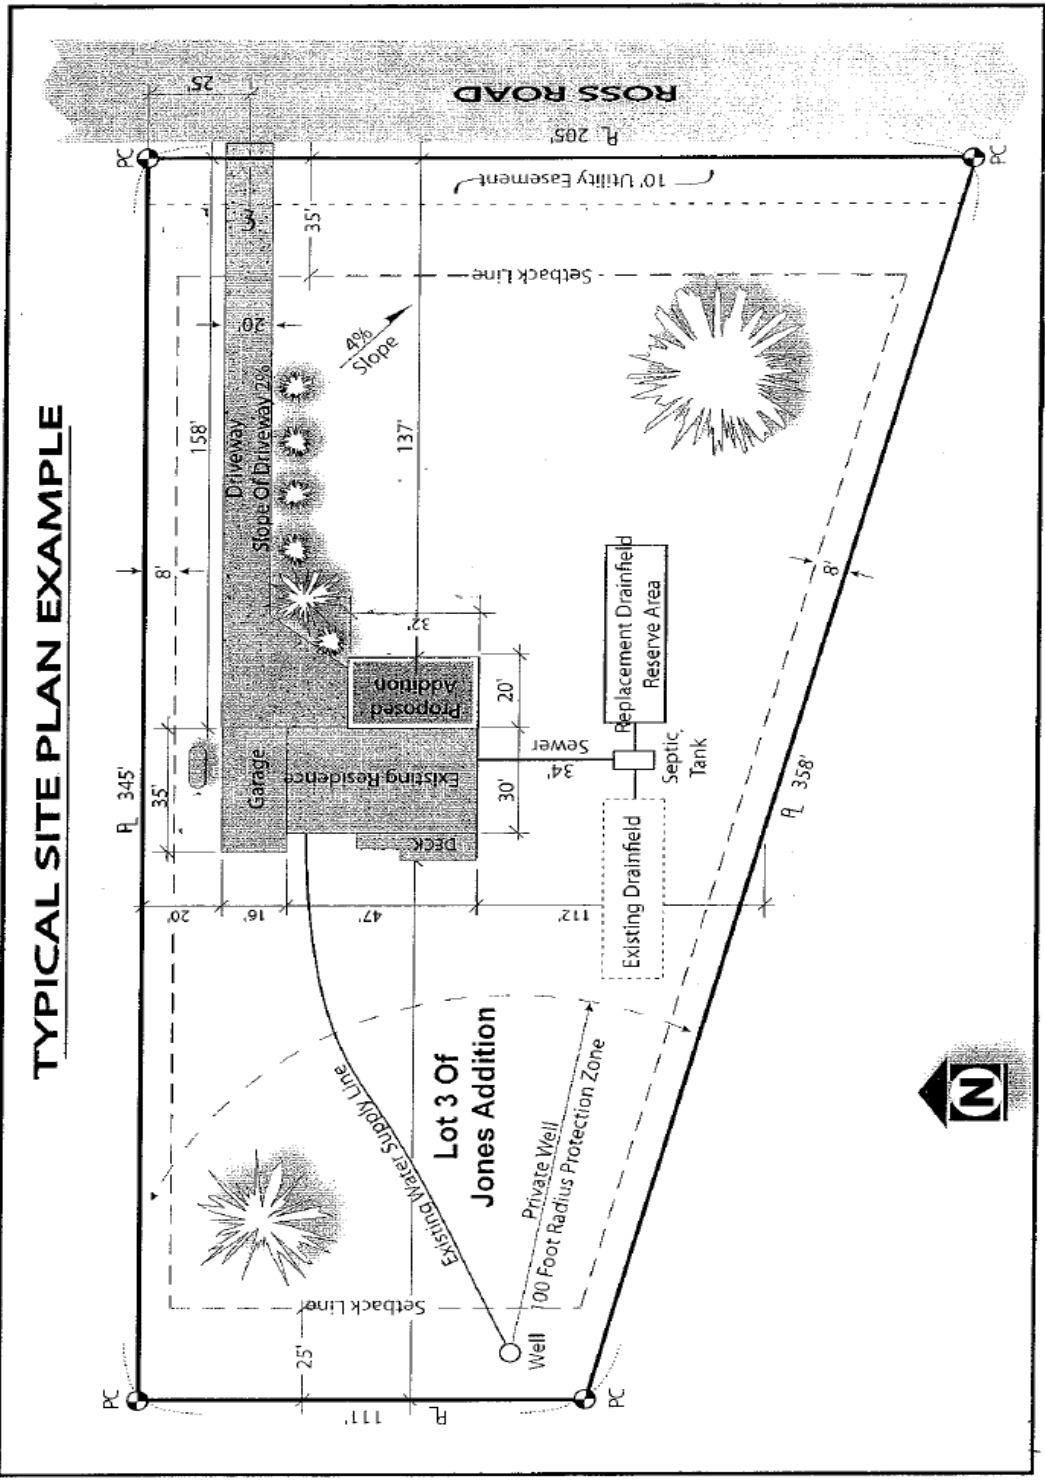 TYPICAL SITE PLAN EXAMPLE
ROSS ROAD
25'
PL 205'
PC
PC
10' Utility Easement
35'
Setback Line
20'
4%
Slope
Driveway
Slope Of Driveway 2%
158'
137'
8'
8'
32'
Proposed
Addition
20'
PL 345'
35'
Garage
Existing Residence
30'
DECK
Sewer
34'
Septic
Tank
Replacement Drainfield
Reserve Area
Existing Drainfield
PL 358'
20'
16'
47'
112'
Existing Water Supply Line
Lot 3 Of
Jones Addition
Private Well
100 Foot Radius Protection Zone
Setback Line
25'
Well
111'
PL
PC
PC
N